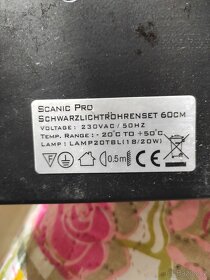 Scanic Pro
Schwarzlichtröhrenset 60cm
Voltage: 230VAC / 50Hz
Temp. Range: - 20°C to +50°C
Lamp: LAMP20TBL(18/20W)
F
0.5m